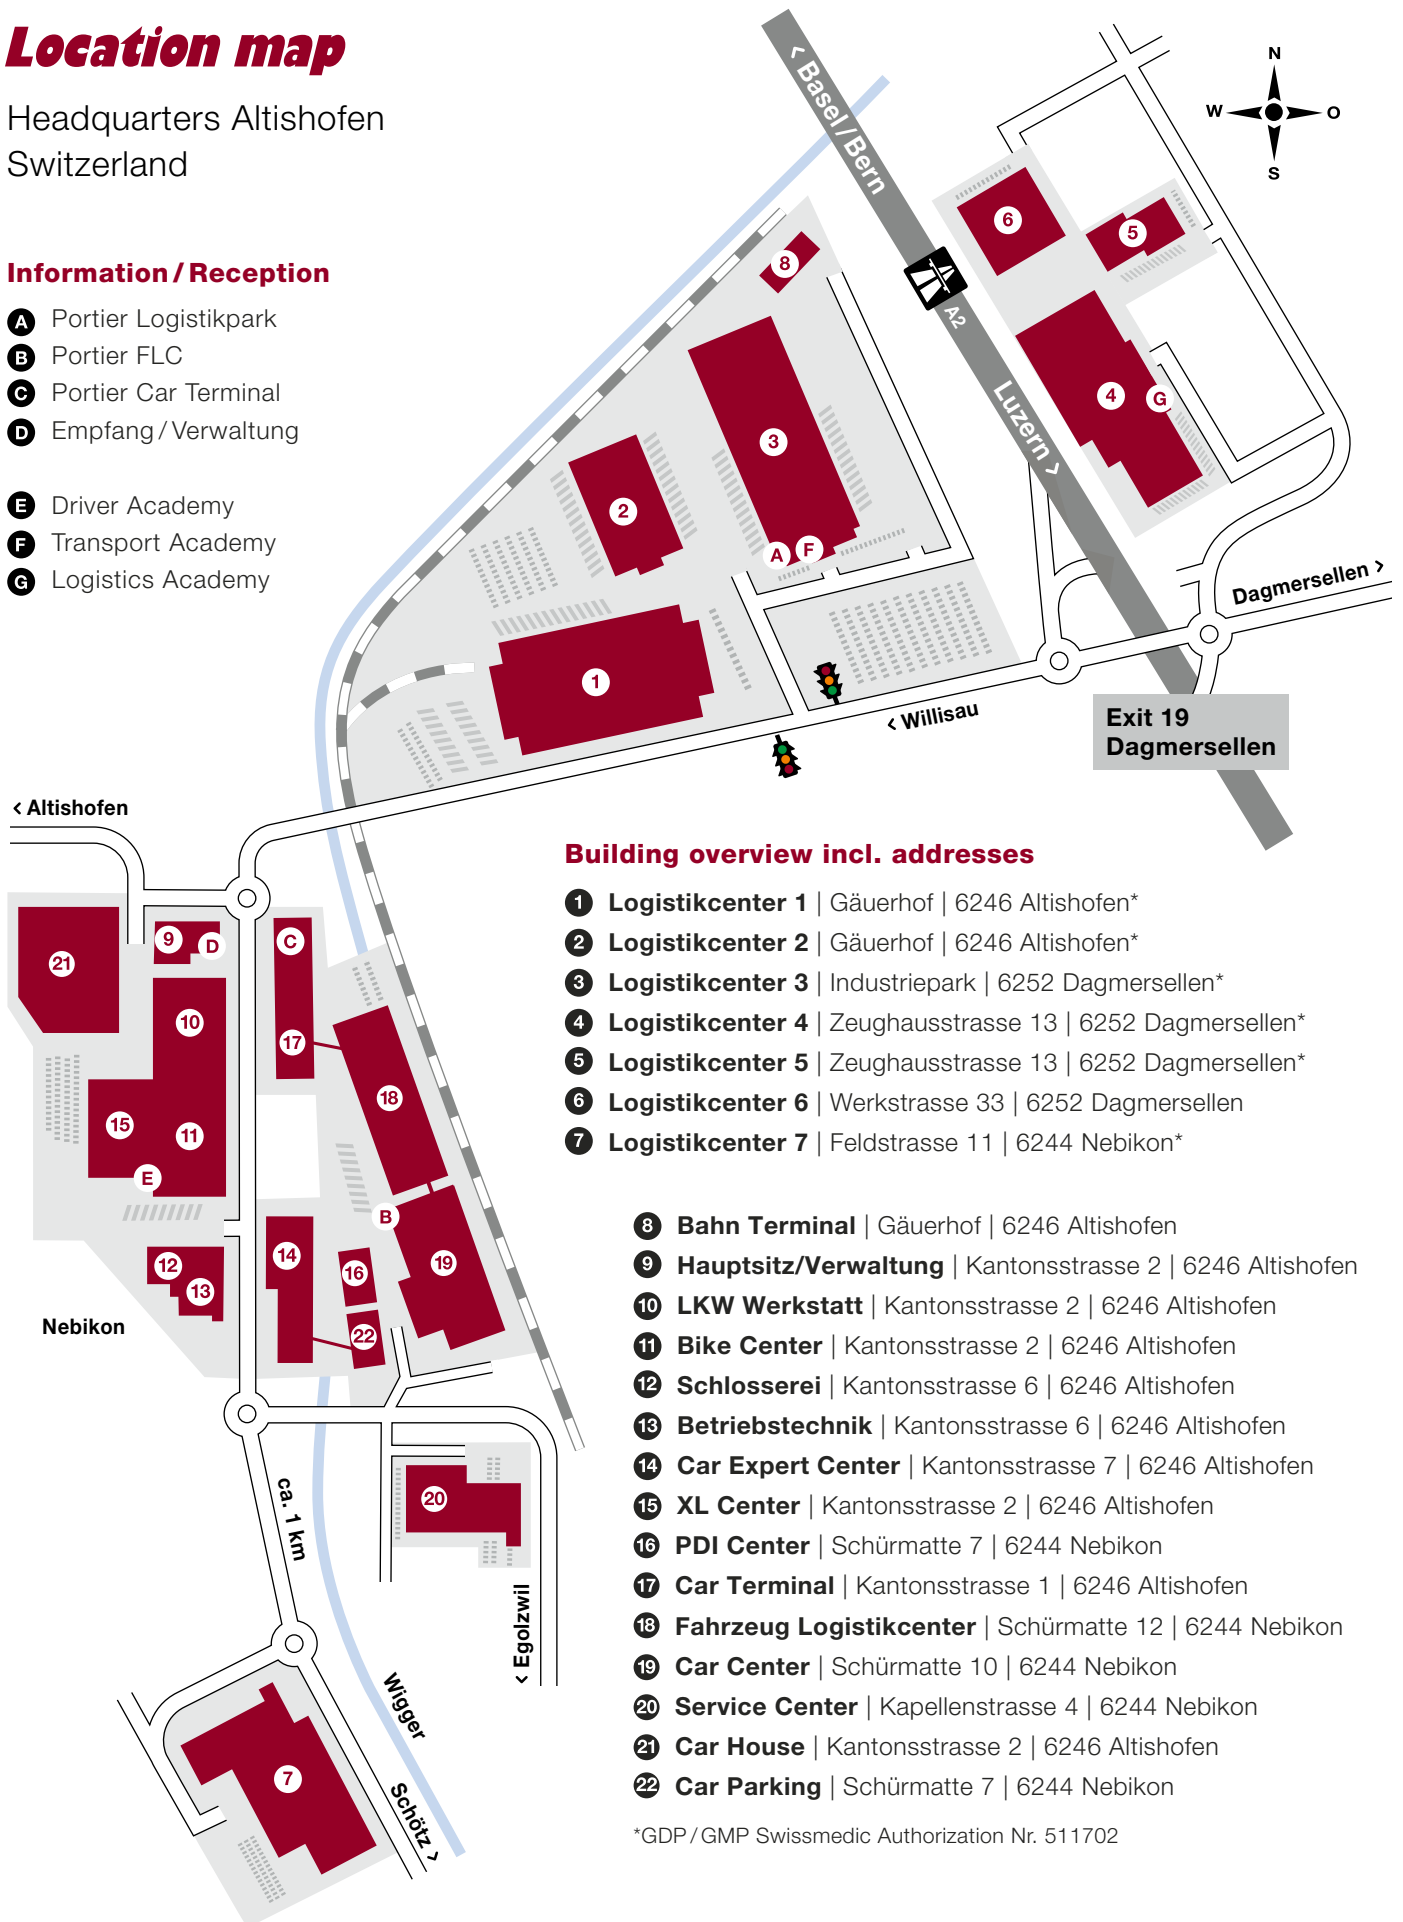 Location map
Headquarters Altishofen
Switzerland
Information / Reception
A Portier Logistikpark
B Portier FLC
C Portier Car Terminal
D Empfang / Verwaltung
E Driver Academy
F Transport Academy
G Logistics Academy
N
W O
S
< Basel / Bern
A2
Luzern >
6
5
8
4
G
3
2
A F
1
Dagmersellen >
< Willisau
Exit 19
Dagmersellen
< Altishofen
21
9
D
C
10
17
18
15
11
E
B
14
12
13
16
19
22
Nebikon
20
ca. 1 km
< Egolzwil
Wigger
7
Schötz >
Building overview incl. addresses
1 Logistikcenter 1 | Gäuerhof | 6246 Altishofen*
2 Logistikcenter 2 | Gäuerhof | 6246 Altishofen*
3 Logistikcenter 3 | Industriepark | 6252 Dagmersellen*
4 Logistikcenter 4 | Zeughausstrasse 13 | 6252 Dagmersellen*
5 Logistikcenter 5 | Zeughausstrasse 13 | 6252 Dagmersellen*
6 Logistikcenter 6 | Werkstrasse 33 | 6252 Dagmersellen
7 Logistikcenter 7 | Feldstrasse 11 | 6244 Nebikon*
8 Bahn Terminal | Gäuerhof | 6246 Altishofen
9 Hauptsitz/Verwaltung | Kantonsstrasse 2 | 6246 Altishofen
10 LKW Werkstatt | Kantonsstrasse 2 | 6246 Altishofen
11 Bike Center | Kantonsstrasse 2 | 6246 Altishofen
12 Schlosserei | Kantonsstrasse 6 | 6246 Altishofen
13 Betriebstechnik | Kantonsstrasse 6 | 6246 Altishofen
14 Car Expert Center | Kantonsstrasse 7 | 6246 Altishofen
15 XL Center | Kantonsstrasse 2 | 6246 Altishofen
16 PDI Center | Schürmatte 7 | 6244 Nebikon
17 Car Terminal | Kantonsstrasse 1 | 6246 Altishofen
18 Fahrzeug Logistikcenter | Schürmatte 12 | 6244 Nebikon
19 Car Center | Schürmatte 10 | 6244 Nebikon
20 Service Center | Kapellenstrasse 4 | 6244 Nebikon
21 Car House | Kantonsstrasse 2 | 6246 Altishofen
22 Car Parking | Schürmatte 7 | 6244 Nebikon
*GDP / GMP Swissmedic Authorization Nr. 511702